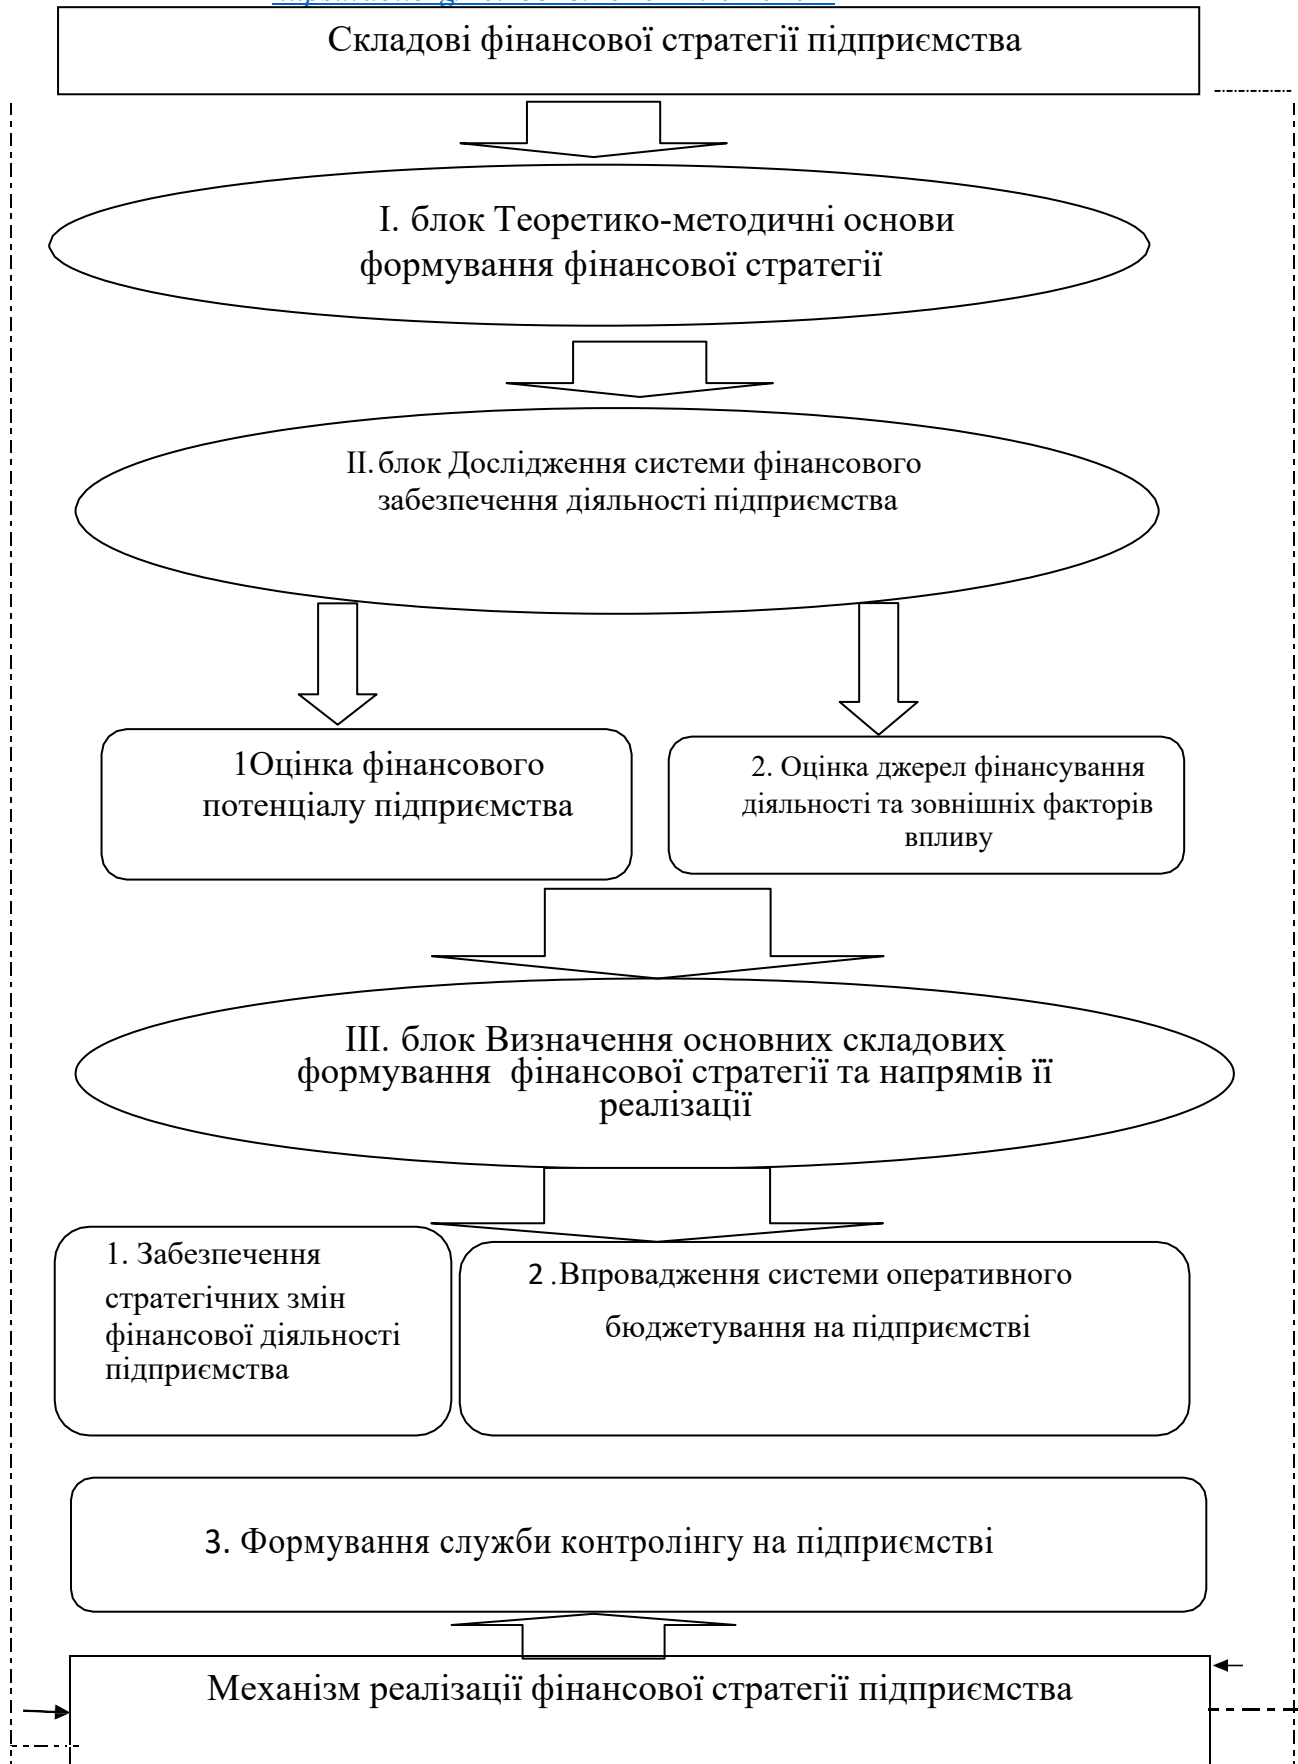 Складові фінансової стратегії підприємства
І. блок Теоретико-методичні основи
формування фінансової стратегії
ІІ. блок Дослідження системи фінансового
забезпечення діяльності підприємства
1Оцінка фінансового
потенціалу підприємства
2. Оцінка джерел фінансування
діяльності та зовнішніх факторів
впливу
ІІІ. блок Визначення основних складових
формування фінансової стратегії та напрямів її
реалізації
1. Забезпечення
стратегічних змін
фінансової діяльності
підприємства
2 .Впровадження системи оперативного
бюджетування на підприємстві
3. Формування служби контролінгу на підприємстві
Механізм реалізації фінансової стратегії підприємства